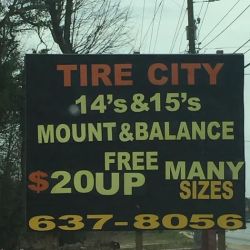 TIRE CITY
14's & 15's
MOUNT & BALANCE
FREE
$20UP MANY
SIZES
637-8056